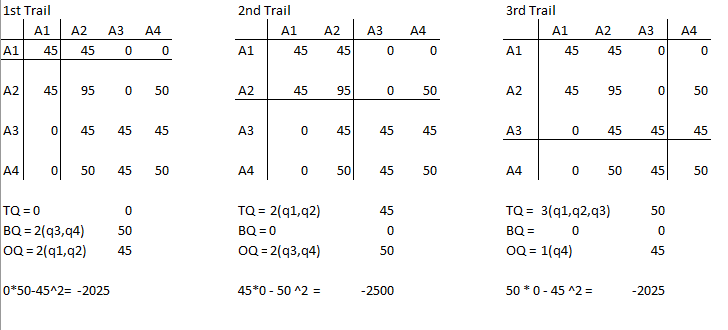 1st Trail 2nd Trail 3rd Trail
A1 A2 A3 A4 A1 A2 A3 A4 A1 A2 A3 A4
A1 45 45 0 0 A1 45 45 0 0 A1 45 45 0 0
A2 45 95 0 50 A2 45 95 0 50 A2 45 95 0 50
A3 0 45 45 45 A3 0 45 45 45 A3 0 45 45 45
A4 0 50 45 50 A4 0 50 45 50 A4 0 50 45 50
TQ = 0 0 TQ = 2(q1,q2) 45 TQ = 3(q1,q2,q3) 50
BQ = 2(q3,q4) 50 BQ = 0 0 BQ = 0 0
OQ = 2(q1,q2) 45 OQ = 2(q3,q4) 50 OQ = 1(q4) 45
0*50-45^2= -2025 45*0 - 50 ^2 = -2500 50 * 0 - 45 ^2 = -2025